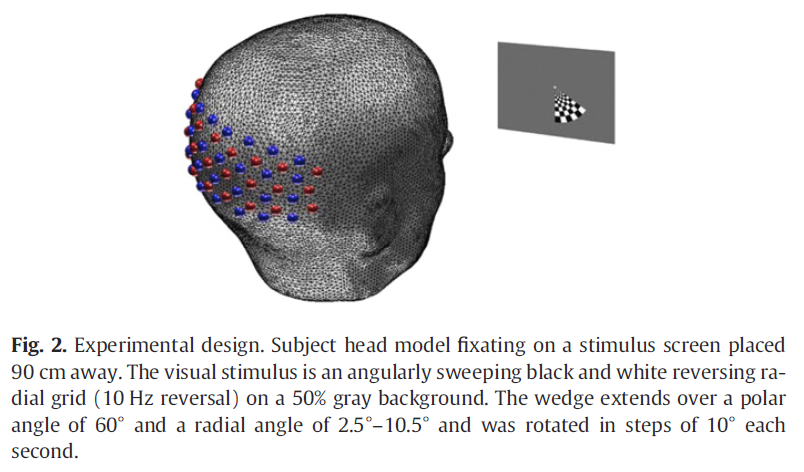 Fig. 2. Experimental design. Subject head model fixating on a stimulus screen placed
90 cm away. The visual stimulus is an angularly sweeping black and white reversing ra-
dial grid (10 Hz reversal) on a 50% gray background. The wedge extends over a polar
angle of 60° and a radial angle of 2.5°–10.5° and was rotated in steps of 10° each
second.